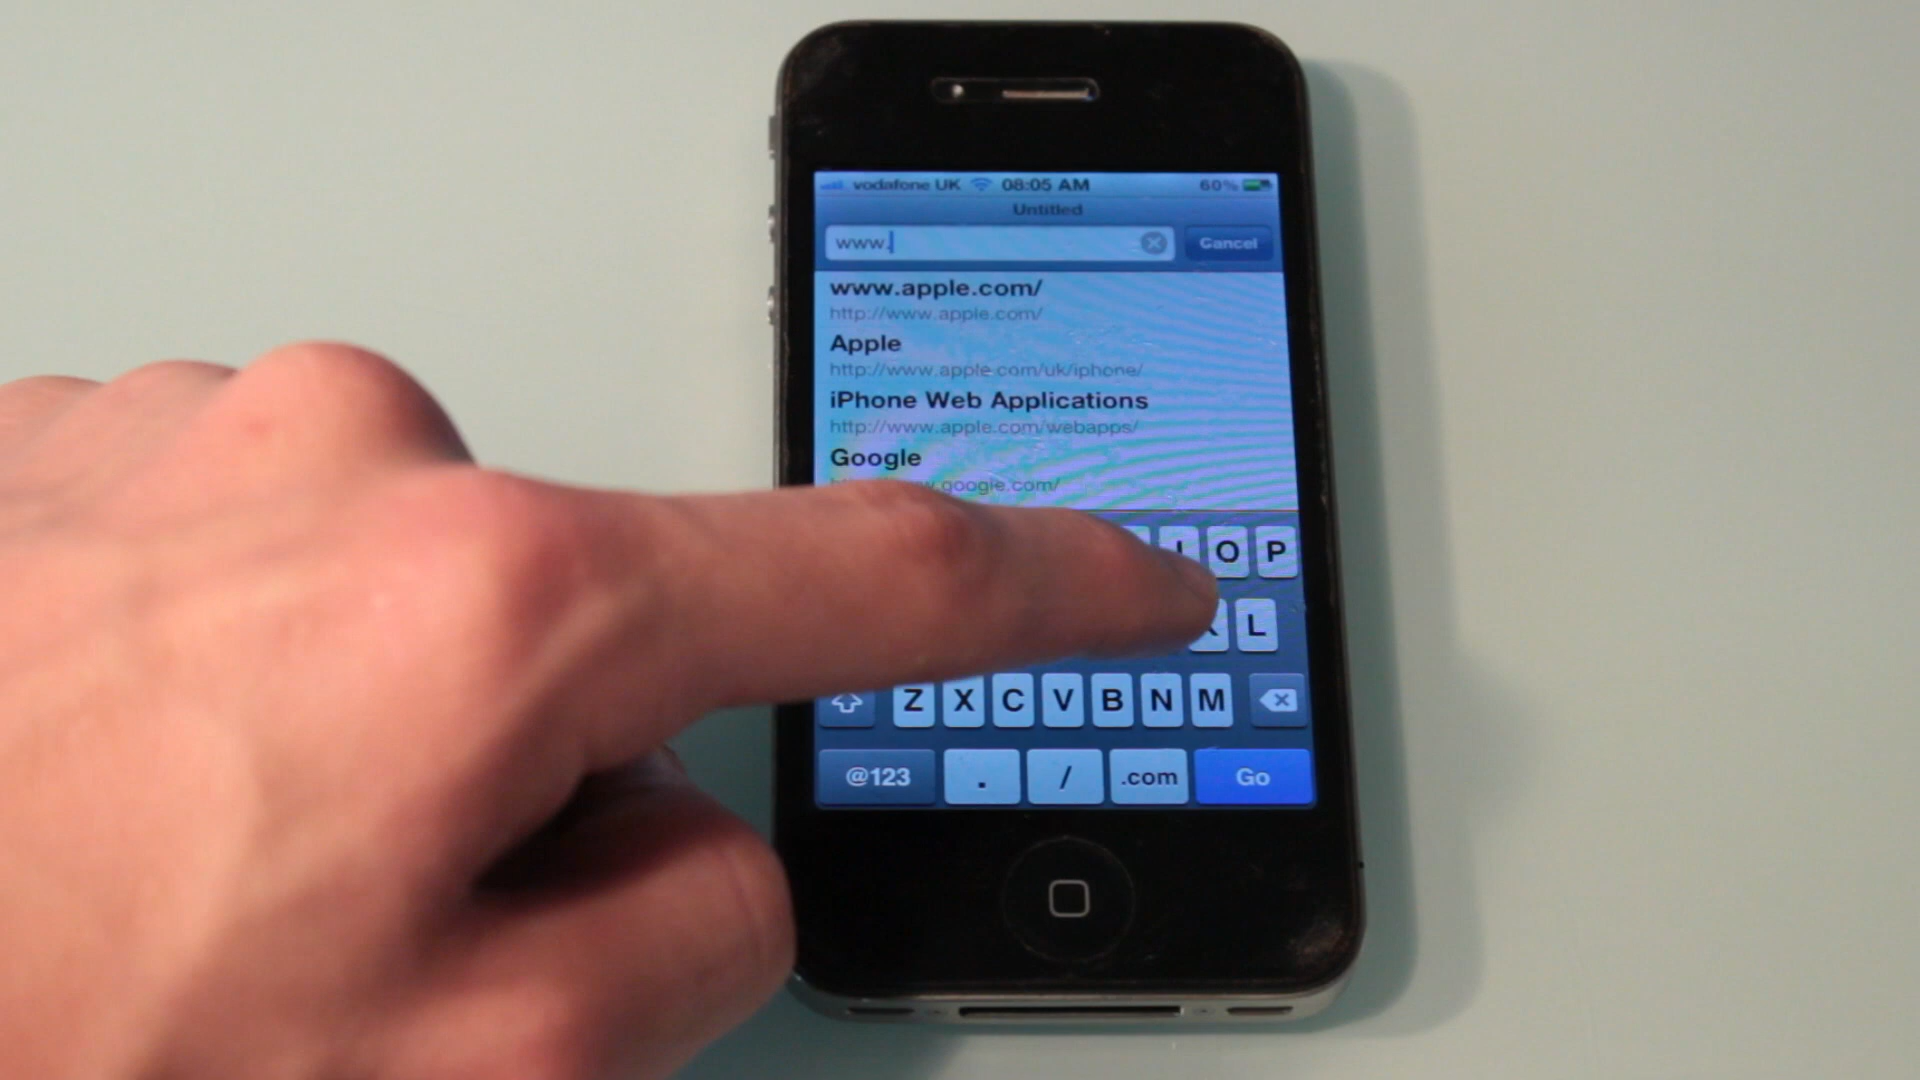 vodafone UK 08:05 AM 60%
Untitled
www. Cancel
www.apple.com/
http://www.apple.com/
Apple
http://www.apple.com/uk/iphone/
iPhone Web Applications
http://www.apple.com/webapps/
Google
google.com/
I O P
K L
Z X C V B N M
@123 . / .com Go